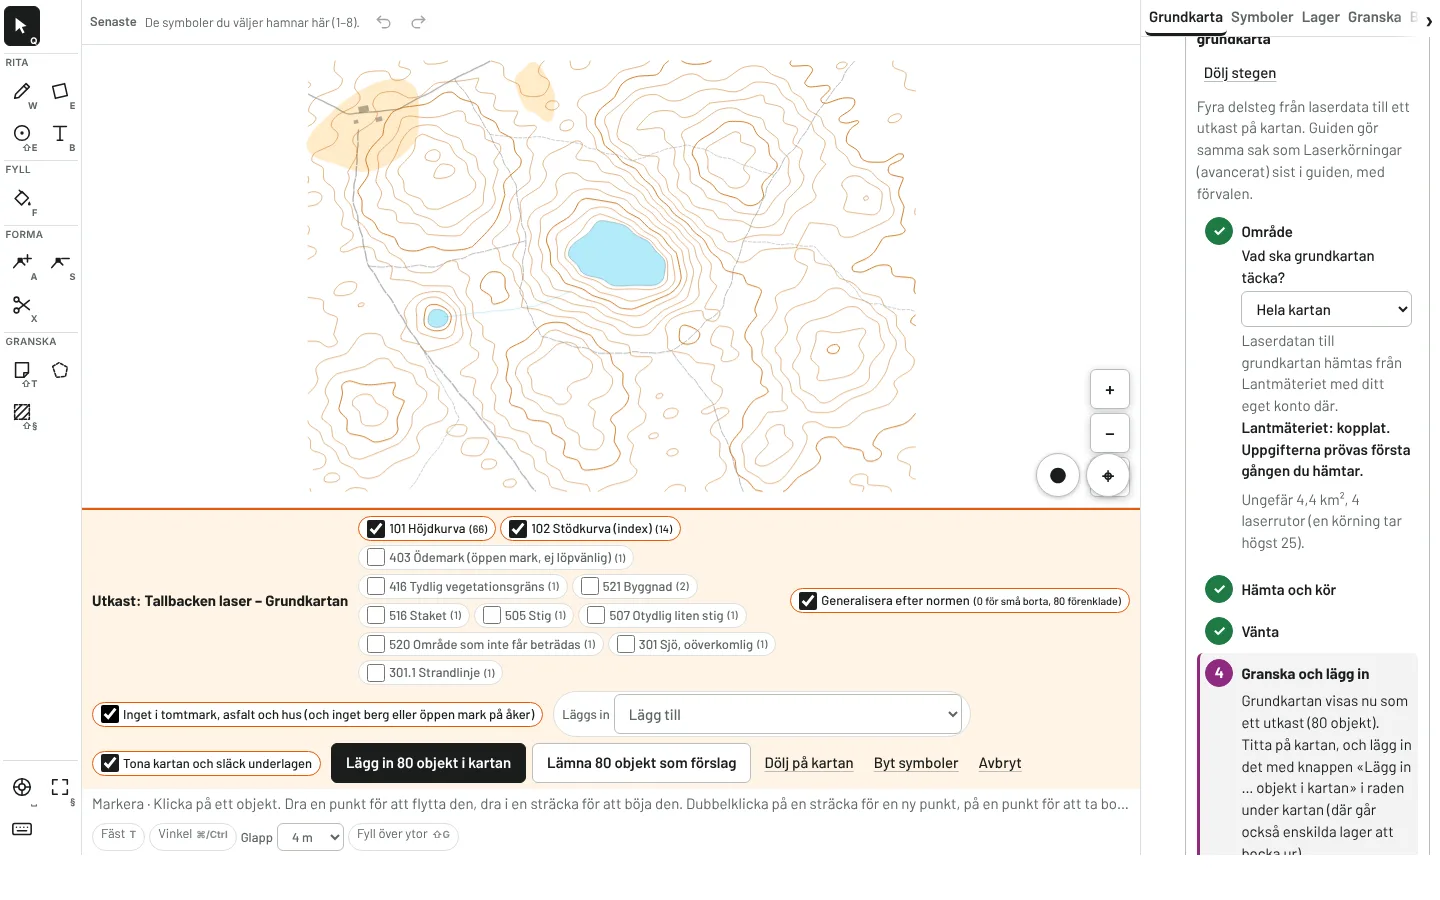 Senaste De symboler du väljer hamnar här (1–8).
Grundkarta Symboler Lager Granska B ›
Q
RITA
W E
⇧E B
FYLL
F
FORMA
A S
X
GRANSKA
⇧T
⇧§
§
grundkarta
Dölj stegen
Fyra delsteg från laserdata till ett
utkast på kartan. Guiden gör
samma sak som Laserkörningar
(avancerat) sist i guiden, med
förvalen.
Område
Vad ska grundkartan
täcka?
Hela kartan
Laserdatan till
grundkartan hämtas från
Lantmäteriet med ditt
eget konto där.
Lantmäteriet: kopplat.
Uppgifterna prövas första
gången du hämtar.
Ungefär 4,4 km², 4
laserrutor (en körning tar
högst 25).
Hämta och kör
Vänta
4 Granska och lägg in
Grundkartan visas nu som
ett utkast (80 objekt).
Titta på kartan, och lägg in
det med knappen «Lägg in
... objekt i kartan» i raden
under kartan (där går
också enskilda lager att
bocka ur).
+
−
Utkast: Tallbacken laser – Grundkartan
101 Höjdkurva (66) 102 Stödkurva (index) (14)
403 Ödemark (öppen mark, ej löpvänlig) (1)
416 Tydlig vegetationsgräns (1) 521 Byggnad (2)
516 Staket (1) 505 Stig (1) 507 Otydlig liten stig (1)
520 Område som inte får beträdas (1) 301 Sjö, oöverkomlig (1)
301.1 Strandlinje (1)
Generalisera efter normen (0 för små borta, 80 förenklade)
Inget i tomtmark, asfalt och hus (och inget berg eller öppen mark på åker) Läggs in Lägg till
Tona kartan och släck underlagen Lägg in 80 objekt i kartan Lämna 80 objekt som förslag Dölj på kartan Byt symboler Avbryt
Markera · Klicka på ett objekt. Dra en punkt för att flytta den, dra i en sträcka för att böja den. Dubbelklicka på en sträcka för en ny punkt, på en punkt för att ta bo...
Fäst T Vinkel ⌘/Ctrl Glapp 4 m Fyll över ytor ⇧G